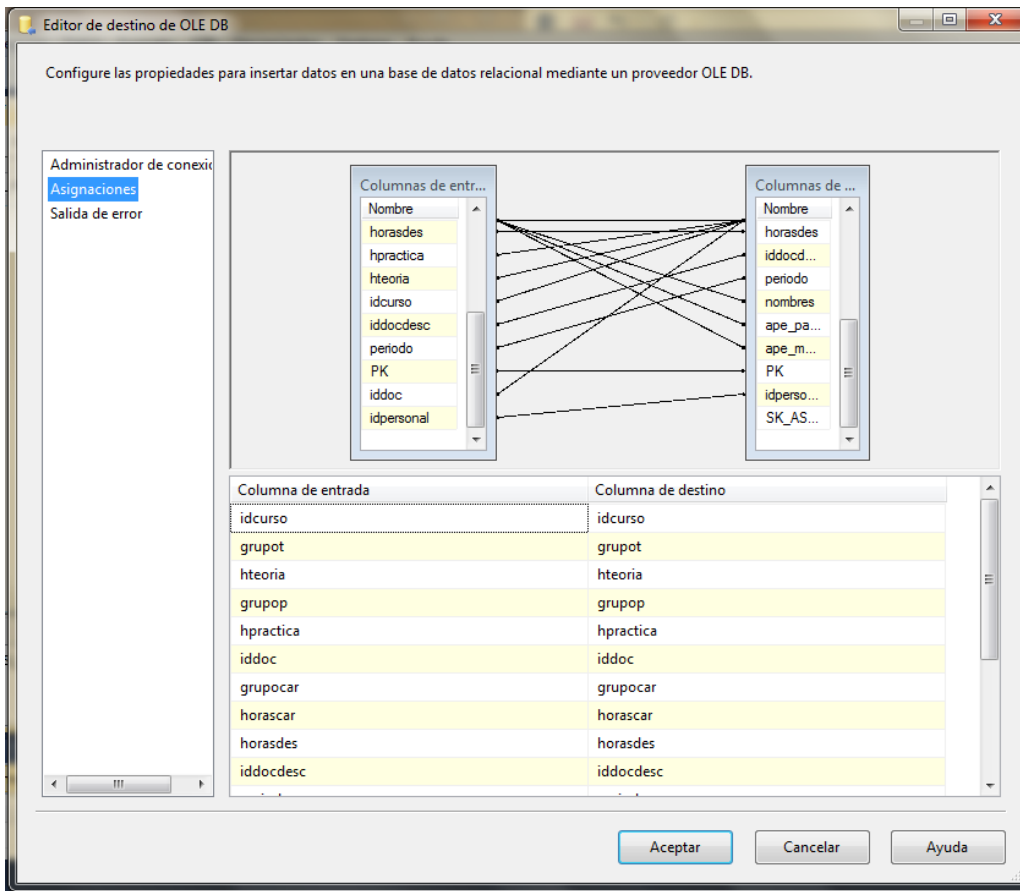 Editor de destino de OLE DB
Configure las propiedades para insertar datos en una base de datos relacional mediante un proveedor OLE DB.
Administrador de conexic
Asignaciones
Salida de error
Columnas de entr...
Nombre
horasdes
hpractica
hteoria
idcurso
iddocdesc
periodo
PK
iddoc
idpersonal
Columnas de ...
Nombre
horasdes
iddocd...
periodo
nombres
ape_pa...
ape_m...
PK
idperso...
SK_AS...
Columna de entrada Columna de destino
idcurso idcurso
grupot grupot
hteoria hteoria
grupop grupop
hpractica hpractica
iddoc iddoc
grupocar grupocar
horascar horascar
horasdes horasdes
iddocdesc iddocdesc
Aceptar Cancelar Ayuda